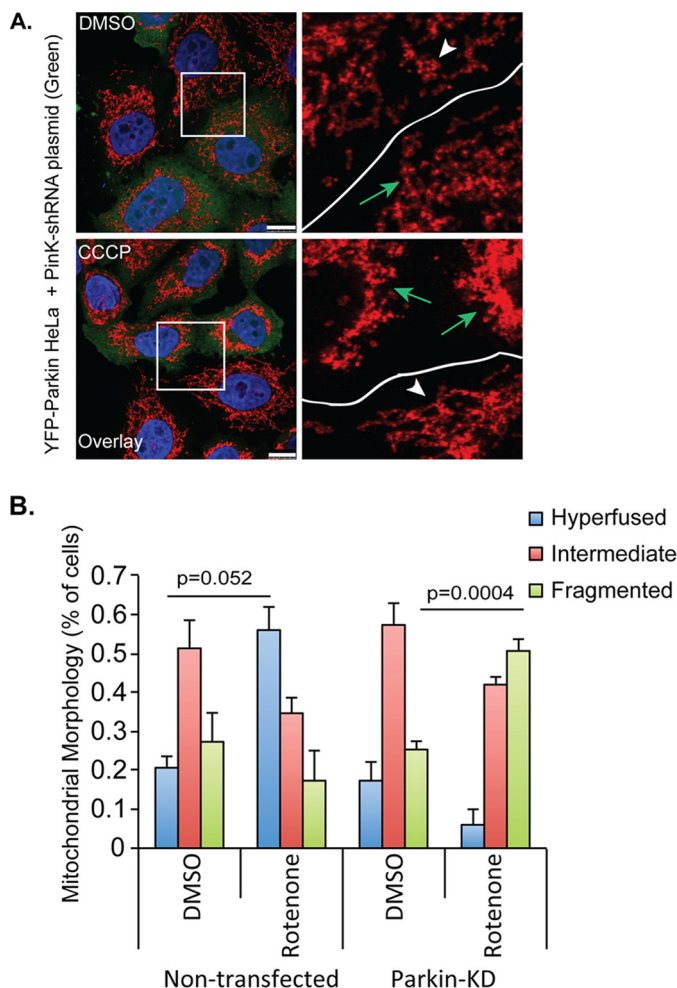 A.
YFP-Parkin HeLa + PinK-shRNA plasmid (Green)
DMSO
CCCP
Overlay
B.
Mitochondrial Morphology (% of cells)
Hyperfused
Intermediate
Fragmented
0.7
0.6
0.5
0.4
0.3
0.2
0.1
0
p=0.052
p=0.0004
DMSO
Rotenone
DMSO
Rotenone
Non-transfected
Parkin-KD